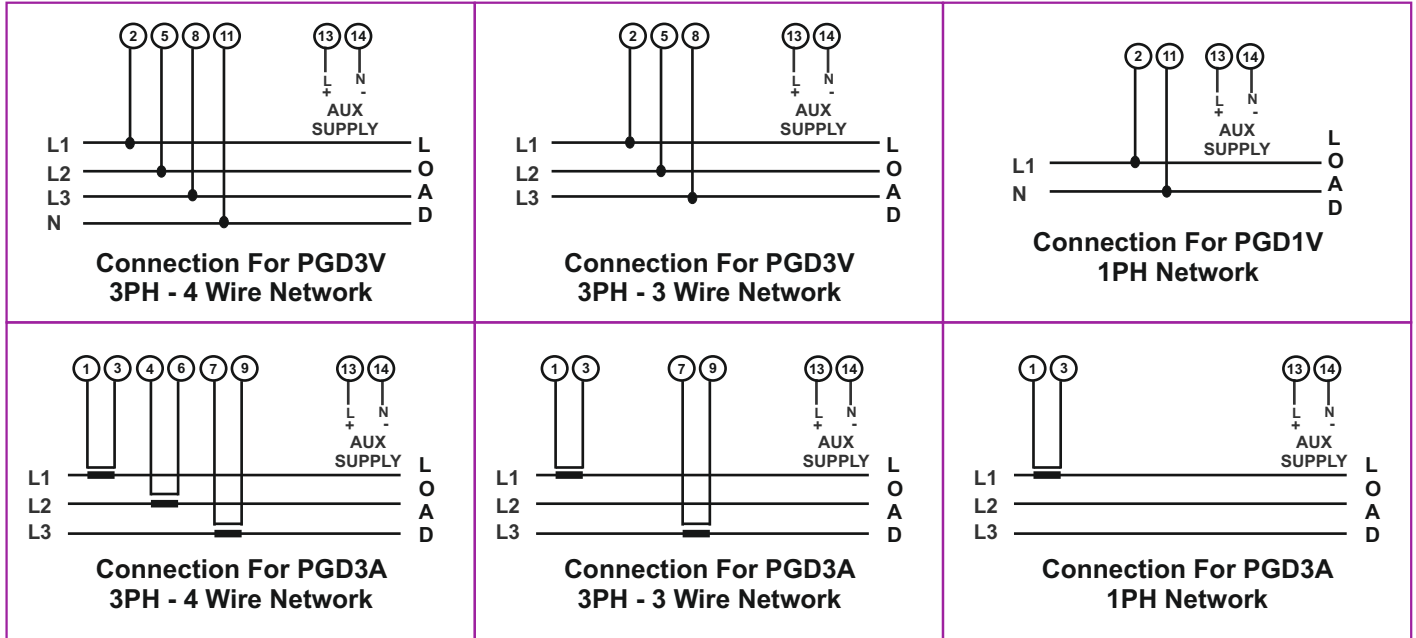 2 5 8 11 13 14
L N
+ -
AUX
SUPPLY
L1
L2
L3
N
L
O
A
D
Connection For PGD3V
3PH - 4 Wire Network
2 5 8 13 14
L N
+ -
AUX
SUPPLY
L1
L2
L3
L
O
A
D
Connection For PGD3V
3PH - 3 Wire Network
2 11 13 14
L N
+ -
AUX
SUPPLY
L1
N
L
O
A
D
Connection For PGD1V
1PH Network
1 3 4 6 7 9 13 14
L N
+ -
AUX
SUPPLY
L1
L2
L3
L
O
A
D
Connection For PGD3A
3PH - 4 Wire Network
1 3 7 9 13 14
L N
+ -
AUX
SUPPLY
L1
L2
L3
L
O
A
D
Connection For PGD3A
3PH - 3 Wire Network
1 3 13 14
L N
+ -
AUX
SUPPLY
L1
L2
L3
L
O
A
D
Connection For PGD3A
1PH Network